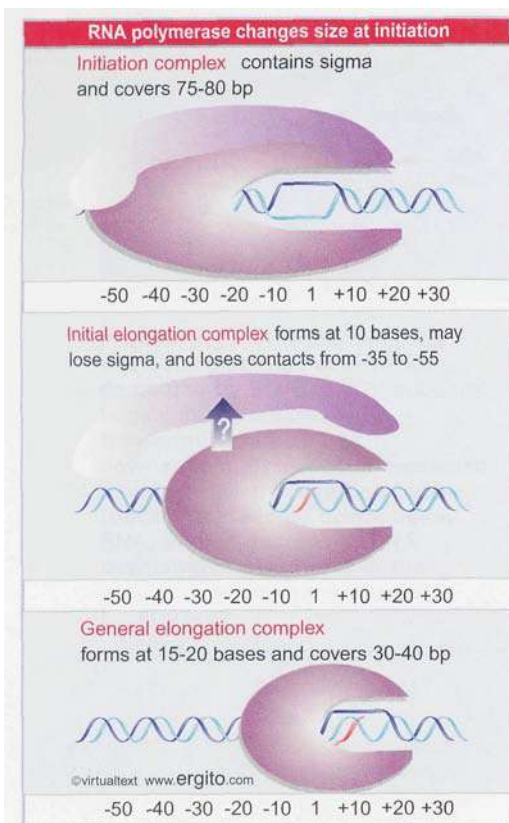 RNA polymerase changes size at initiation
Initiation complex contains sigma
and covers 75-80 bp
-50 -40 -30 -20 -10 1 +10 +20 +30
Initial elongation complex forms at 10 bases, may
lose sigma, and loses contacts from -35 to -55
?
-50 -40 -30 -20 -10 1 +10 +20 +30
General elongation complex
forms at 15-20 bases and covers 30-40 bp
©virtualtext www.ergito.com
-50 -40 -30 -20 -10 1 +10 +20 +30